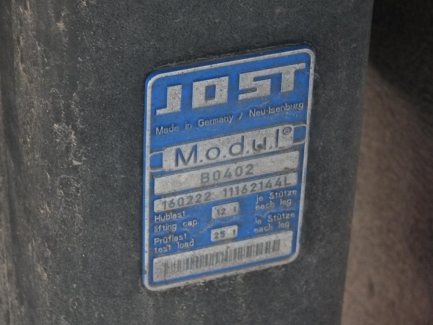 JOST
Made in Germany / Neu-Isenburg
M.o.d.u.l
B0402
160222 11162144L
Hublast
lifting cap
12 t
je Stütze
each leg
Prüflast
test load
25 t
je Stütze
each leg